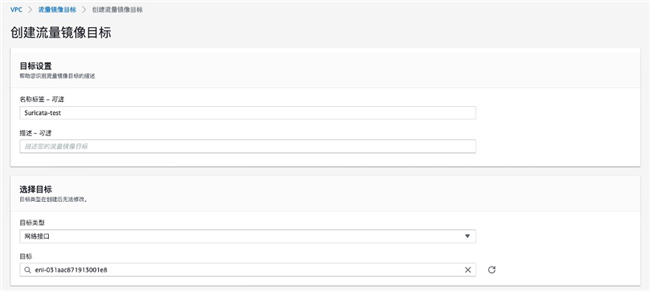 VPC > 流量镜像目标 > 创建流量镜像目标
创建流量镜像目标
目标设置
帮助您识别流量镜像目标的描述
名称标签 – 可选
Suricata-test
描述 – 可选
描述您的流量镜像目标
选择目标
目标类型在创建后无法修改。
目标类型
网络接口
目标
eni-031aac871913001e8